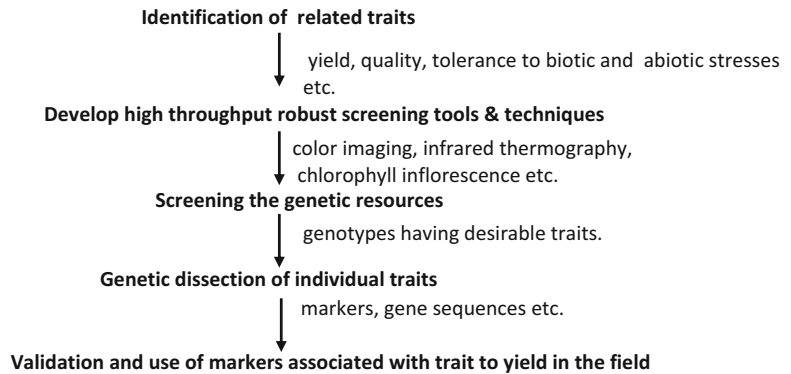 Identification of related traits
yield, quality, tolerance to biotic and abiotic stresses
etc.
Develop high throughput robust screening tools & techniques
color imaging, infrared thermography,
chlorophyll inflorescence etc.
Screening the genetic resources
genotypes having desirable traits.
Genetic dissection of individual traits
markers, gene sequences etc.
Validation and use of markers associated with trait to yield in the field